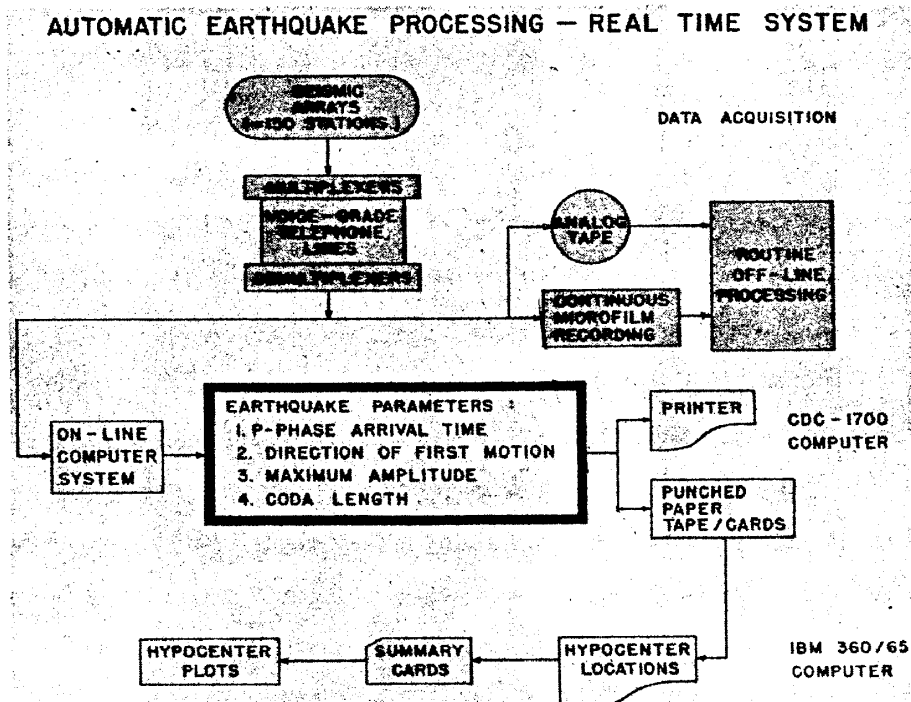 AUTOMATIC EARTHQUAKE PROCESSING — REAL TIME SYSTEM
SEISMIC
ARRAYS
(~150 STATIONS)
DATA ACQUISITION
MULTIPLEXERS
VOICE-GRADE
TELEPHONE
LINES
ANALOG
TAPE
ROUTINE
OFF-LINE
PROCESSING
CONTINUOUS
MICROFILM
RECORDING
ON-LINE
COMPUTER
SYSTEM
EARTHQUAKE PARAMETERS :
1. P-PHASE ARRIVAL TIME
2. DIRECTION OF FIRST MOTION
3. MAXIMUM AMPLITUDE
4. CODA LENGTH
PRINTER
CDC-1700
COMPUTER
PUNCHED
PAPER
TAPE/CARDS
HYPOCENTER
PLOTS
SUMMARY
CARDS
HYPOCENTER
LOCATIONS
IBM 360/65
COMPUTER